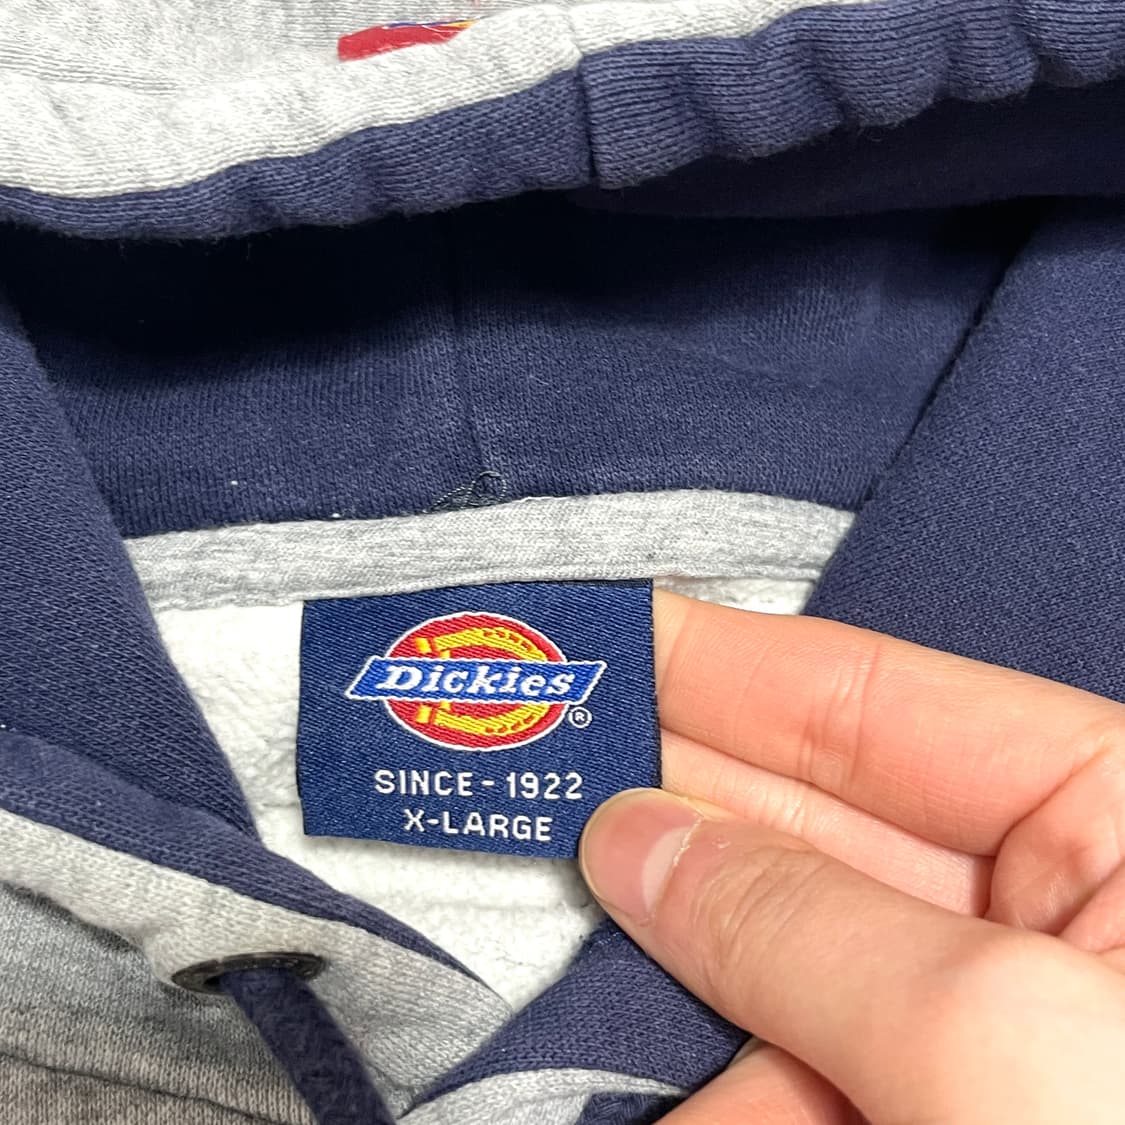 Dickies
®
SINCE - 1922
X-LARGE